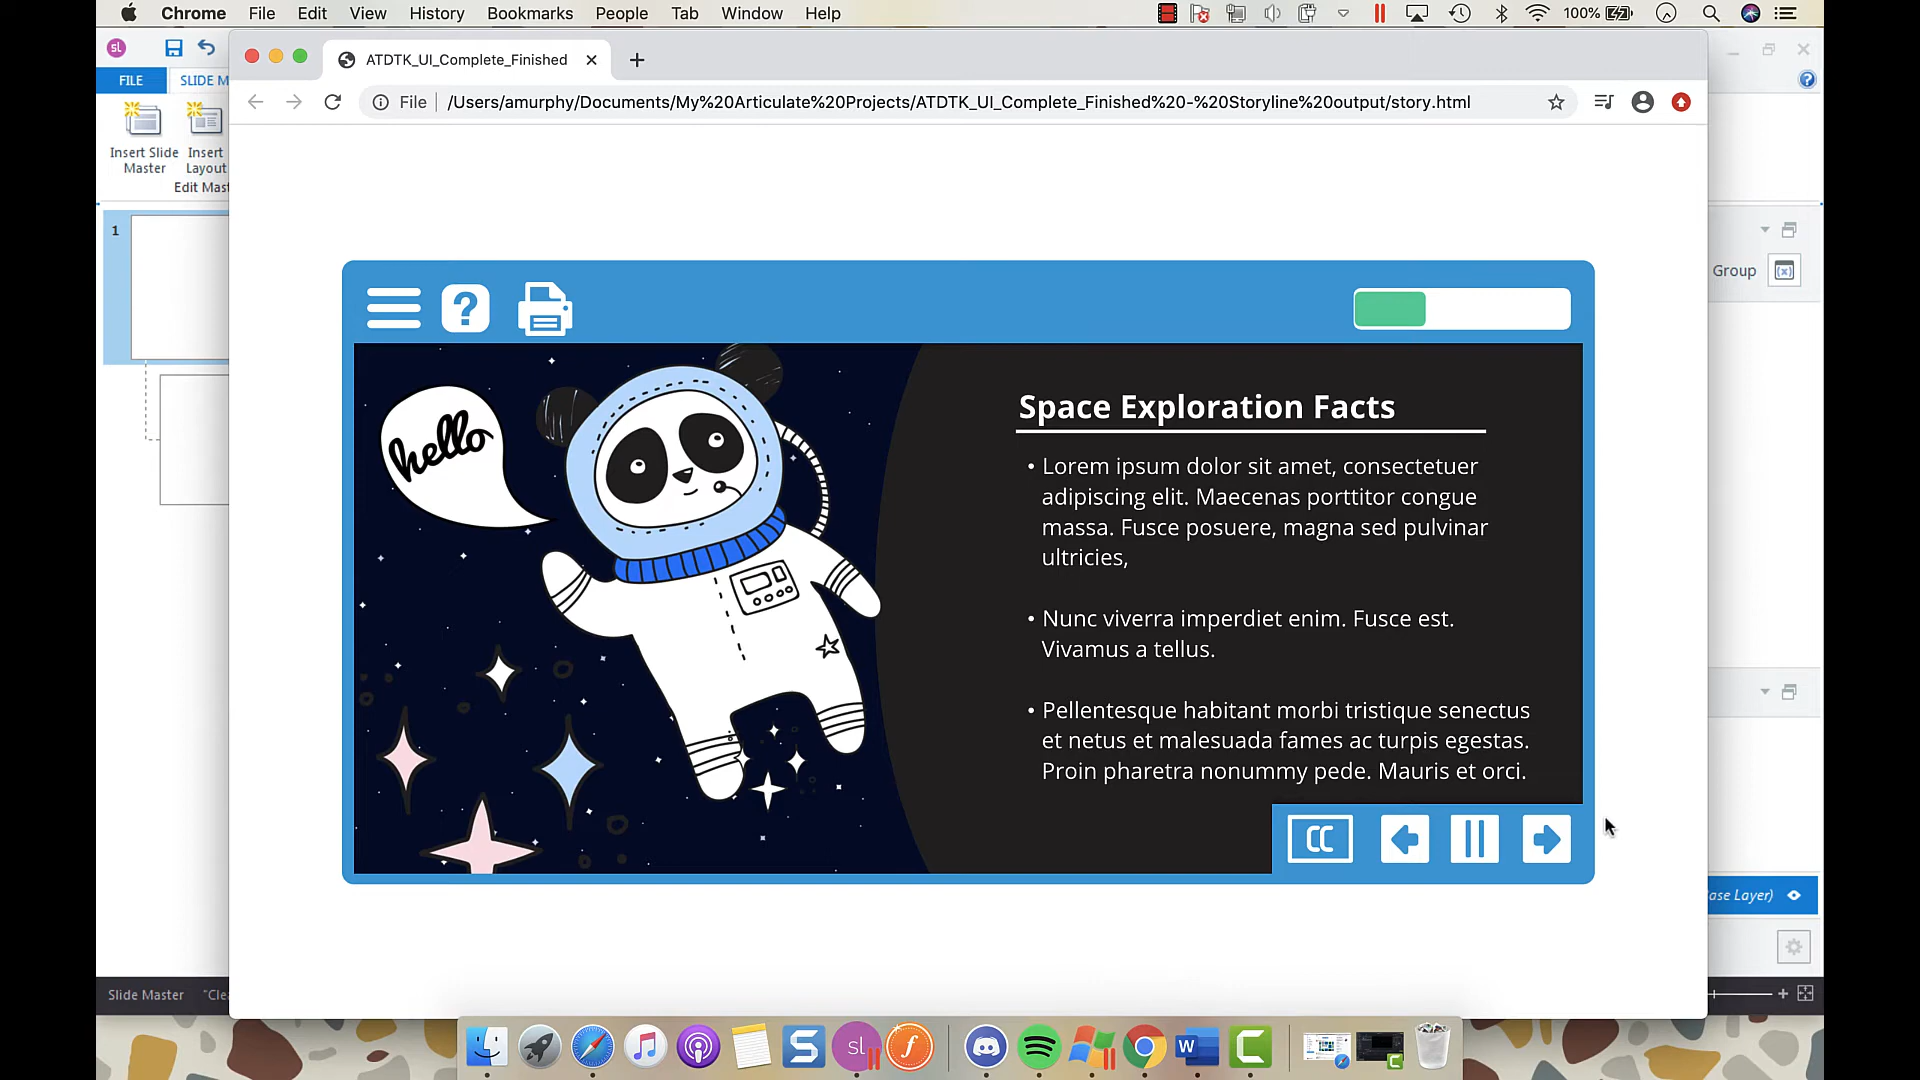 Chrome File Edit View History Bookmarks People Tab Window Help 100%
sl
FILE SLIDE M
ATDTK_UI_Complete_Finished
File /Users/amurphy/Documents/My%20Articulate%20Projects/ATDTK_UI_Complete_Finished%20-%20Storyline%20output/story.html
Insert Slide Master
Insert Layout
Edit Mast
1
Group
(x)
?
hello
Space Exploration Facts
• Lorem ipsum dolor sit amet, consectetuer
adipiscing elit. Maecenas porttitor congue
massa. Fusce posuere, magna sed pulvinar
ultricies,
• Nunc viverra imperdiet enim. Fusce est.
Vivamus a tellus.
• Pellentesque habitant morbi tristique senectus
et netus et malesuada fames ac turpis egestas.
Proin pharetra nonummy pede. Mauris et orci.
CC
ase Layer)
Slide Master "Cle
S
sl
f
W
C